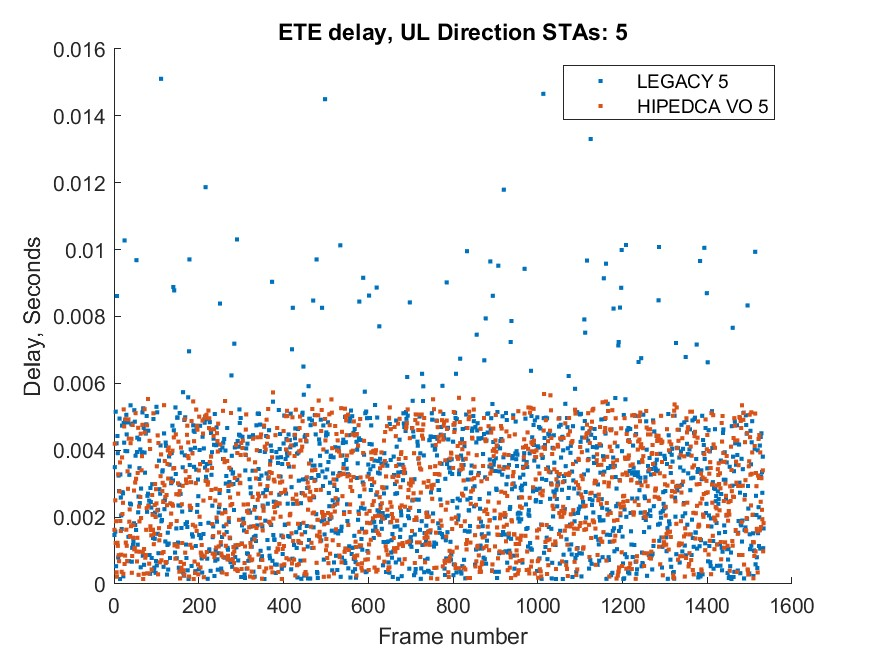 ETE delay, UL Direction STAs: 5
0.016
0.014
0.012
0.01
0.008
0.006
0.004
0.002
0
Delay, Seconds
LEGACY 5
HIPEDCA VO 5
0 200 400 600 800 1000 1200 1400 1600
Frame number